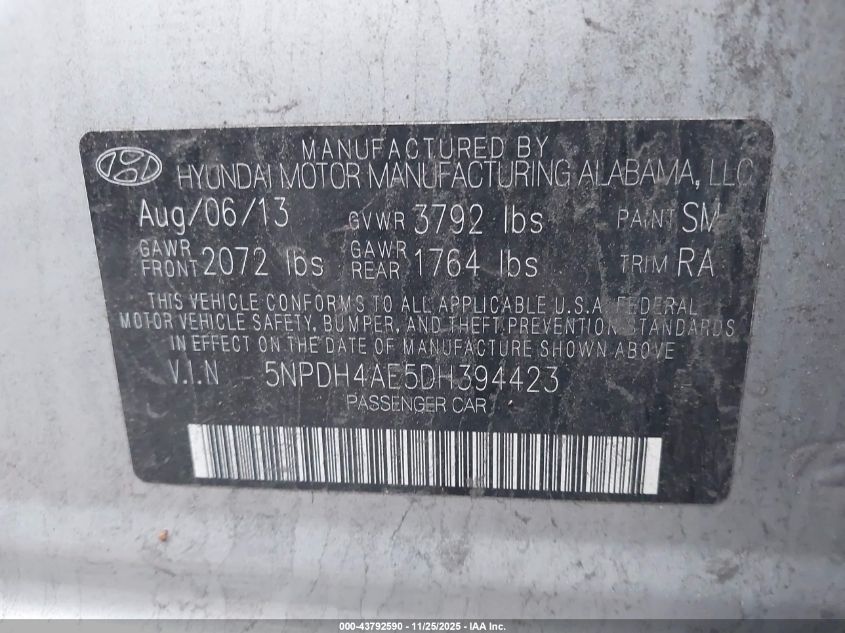 MANUFACTURED BY
HYUNDAI MOTOR MANUFACTURING ALABAMA, LLC
Aug/06/13 GVWR 3792 lbs PAINT SM
GAWR FRONT 2072 lbs GAWR REAR 1764 lbs TRIM RA
THIS VEHICLE CONFORMS TO ALL APPLICABLE U.S.A. FEDERAL
MOTOR VEHICLE SAFETY, BUMPER, AND THEFT PREVENTION STANDARDS
IN EFFECT ON THE DATE OF MANUFACTURE SHOWN ABOVE
V.I.N 5NPDH4AE5DH394423
PASSENGER CAR
000-43792590 - 11/25/2025 - IAA Inc.